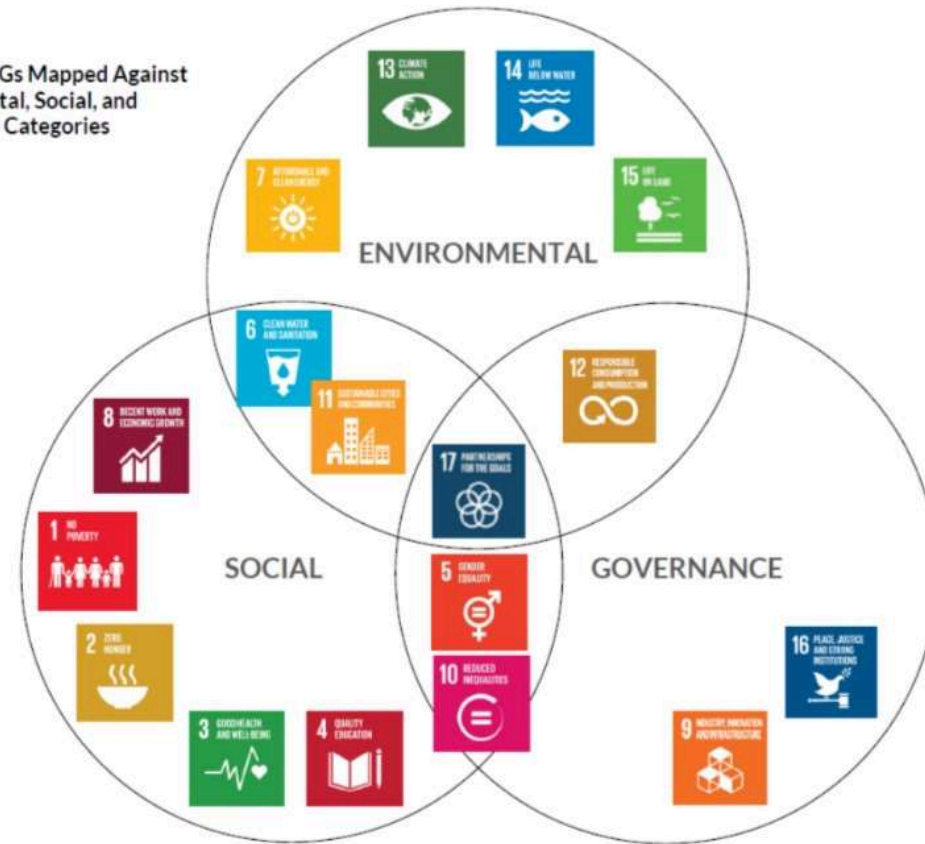 Gs Mapped Against
tal, Social, and
Categories
13 CLIMATE
ACTION
14 LIFE
BELOW WATER
7 AFFORDABLE AND
CLEAN ENERGY
15 LIFE
ON LAND
ENVIRONMENTAL
6 CLEAN WATER
AND SANITATION
12 RESPONSIBLE
CONSUMPTION
AND PRODUCTION
11 SUSTAINABLE CITIES
AND COMMUNITIES
8 DECENT WORK AND
ECONOMIC GROWTH
17 PARTNERSHIPS
FOR THE GOALS
1 NO
POVERTY
SOCIAL
5 GENDER
EQUALITY
GOVERNANCE
2 ZERO
HUNGER
16 PEACE, JUSTICE
AND STRONG
INSTITUTIONS
10 REDUCED
INEQUALITIES
3 GOOD HEALTH
AND WELL-BEING
4 QUALITY
EDUCATION
9 INDUSTRY, INNOVATION
AND INFRASTRUCTURE